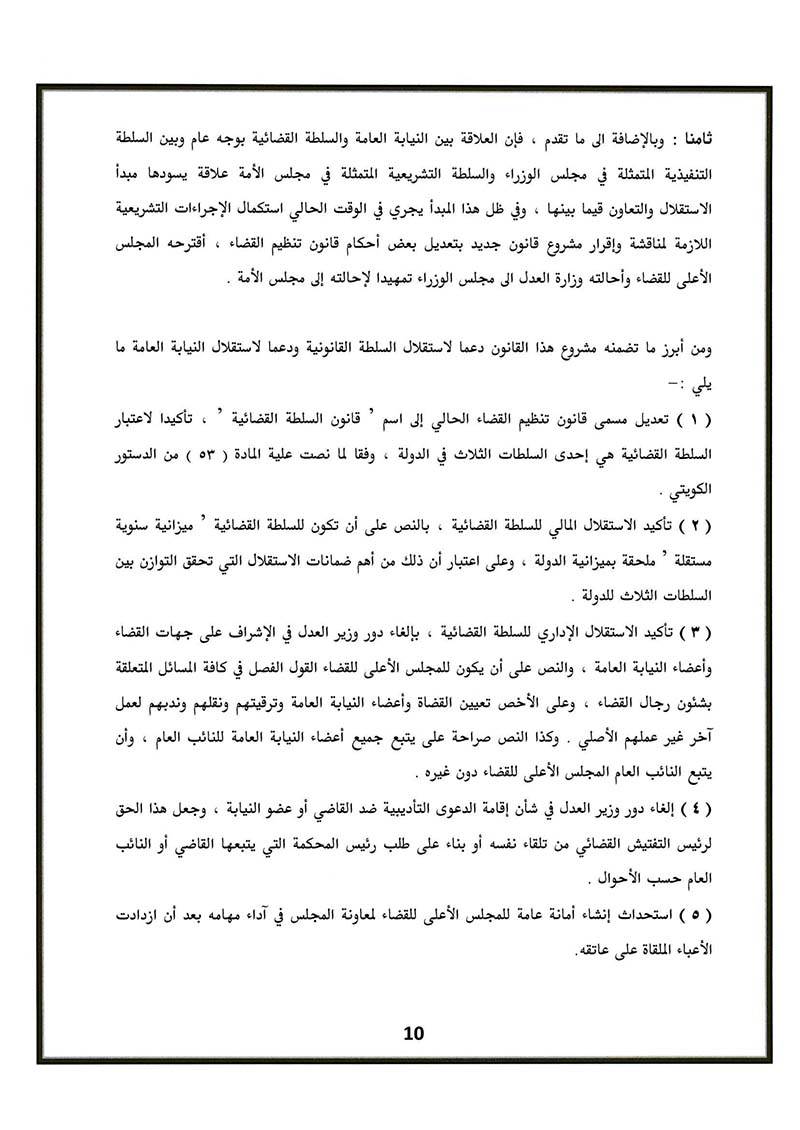 ثامنا : وبالإضافة الى ما تقدم ، فإن العلاقة بين النيابة العامة والسلطة القضائية بوجه عام وبين السلطة
التنفيذية المتمثلة في مجلس الوزراء والسلطة التشريعية المتمثلة في مجلس الأمة علاقة يسودها مبدأ
الاستقلال والتعاون قيما بينها ، وفي ظل هذا المبدأ يجري في الوقت الحالي استكمال الإجراءات التشريعية
اللازمة لمناقشة وإقرار مشروع قانون جديد بتعديل بعض أحكام قانون تنظيم القضاء ، أقترحه المجلس
الأعلى للقضاء وأحالته وزارة العدل الى مجلس الوزراء تمهيدا لإحالته إلى مجلس الأمة .
ومن أبرز ما تضمنه مشروع هذا القانون دعما لاستقلال السلطة القانونية ودعما لاستقلال النيابة العامة ما
يلي :–
( ١ ) تعديل مسمى قانون تنظيم القضاء الحالي إلى اسم ’ قانون السلطة القضائية ’ ، تأكيدا لاعتبار
السلطة القضائية هي إحدى السلطات الثلاث في الدولة ، وفقا لما نصت علية المادة ( ٥٣ ) من الدستور
الكويتي .
( ٢ ) تأكيد الاستقلال المالي للسلطة القضائية ، بالنص على أن تكون للسلطة القضائية ’ ميزانية سنوية
مستقلة ’ ملحقة بميزانية الدولة ، وعلى اعتبار أن ذلك من أهم ضمانات الاستقلال التي تحقق التوازن بين
السلطات الثلاث للدولة .
( ٣ ) تأكيد الاستقلال الإداري للسلطة القضائية ، بإلغاء دور وزير العدل في الإشراف على جهات القضاء
وأعضاء النيابة العامة ، والنص على أن يكون للمجلس الأعلى للقضاء القول الفصل في كافة المسائل المتعلقة
بشئون رجال القضاء ، وعلى الأخص تعيين القضاة وأعضاء النيابة العامة وترقيتهم ونقلهم وندبهم لعمل
آخر غير عملهم الأصلي . وكذا النص صراحة على يتبع جميع أعضاء النيابة العامة للنائب العام ، وأن
يتبع النائب العام المجلس الأعلى للقضاء دون غيره .
( ٤ ) إلغاء دور وزير العدل في شأن إقامة الدعوى التأديبية ضد القاضي أو عضو النيابة ، وجعل هذا الحق
لرئيس التفتيش القضائي من تلقاء نفسه أو بناء على طلب رئيس المحكمة التي يتبعها القاضي أو النائب
العام حسب الأحوال .
( ٥ ) استحداث إنشاء أمانة عامة للمجلس الأعلى للقضاء لمعاونة المجلس في آداء مهامه بعد أن ازدادت
الأعباء الملقاة على عاتقه.
10